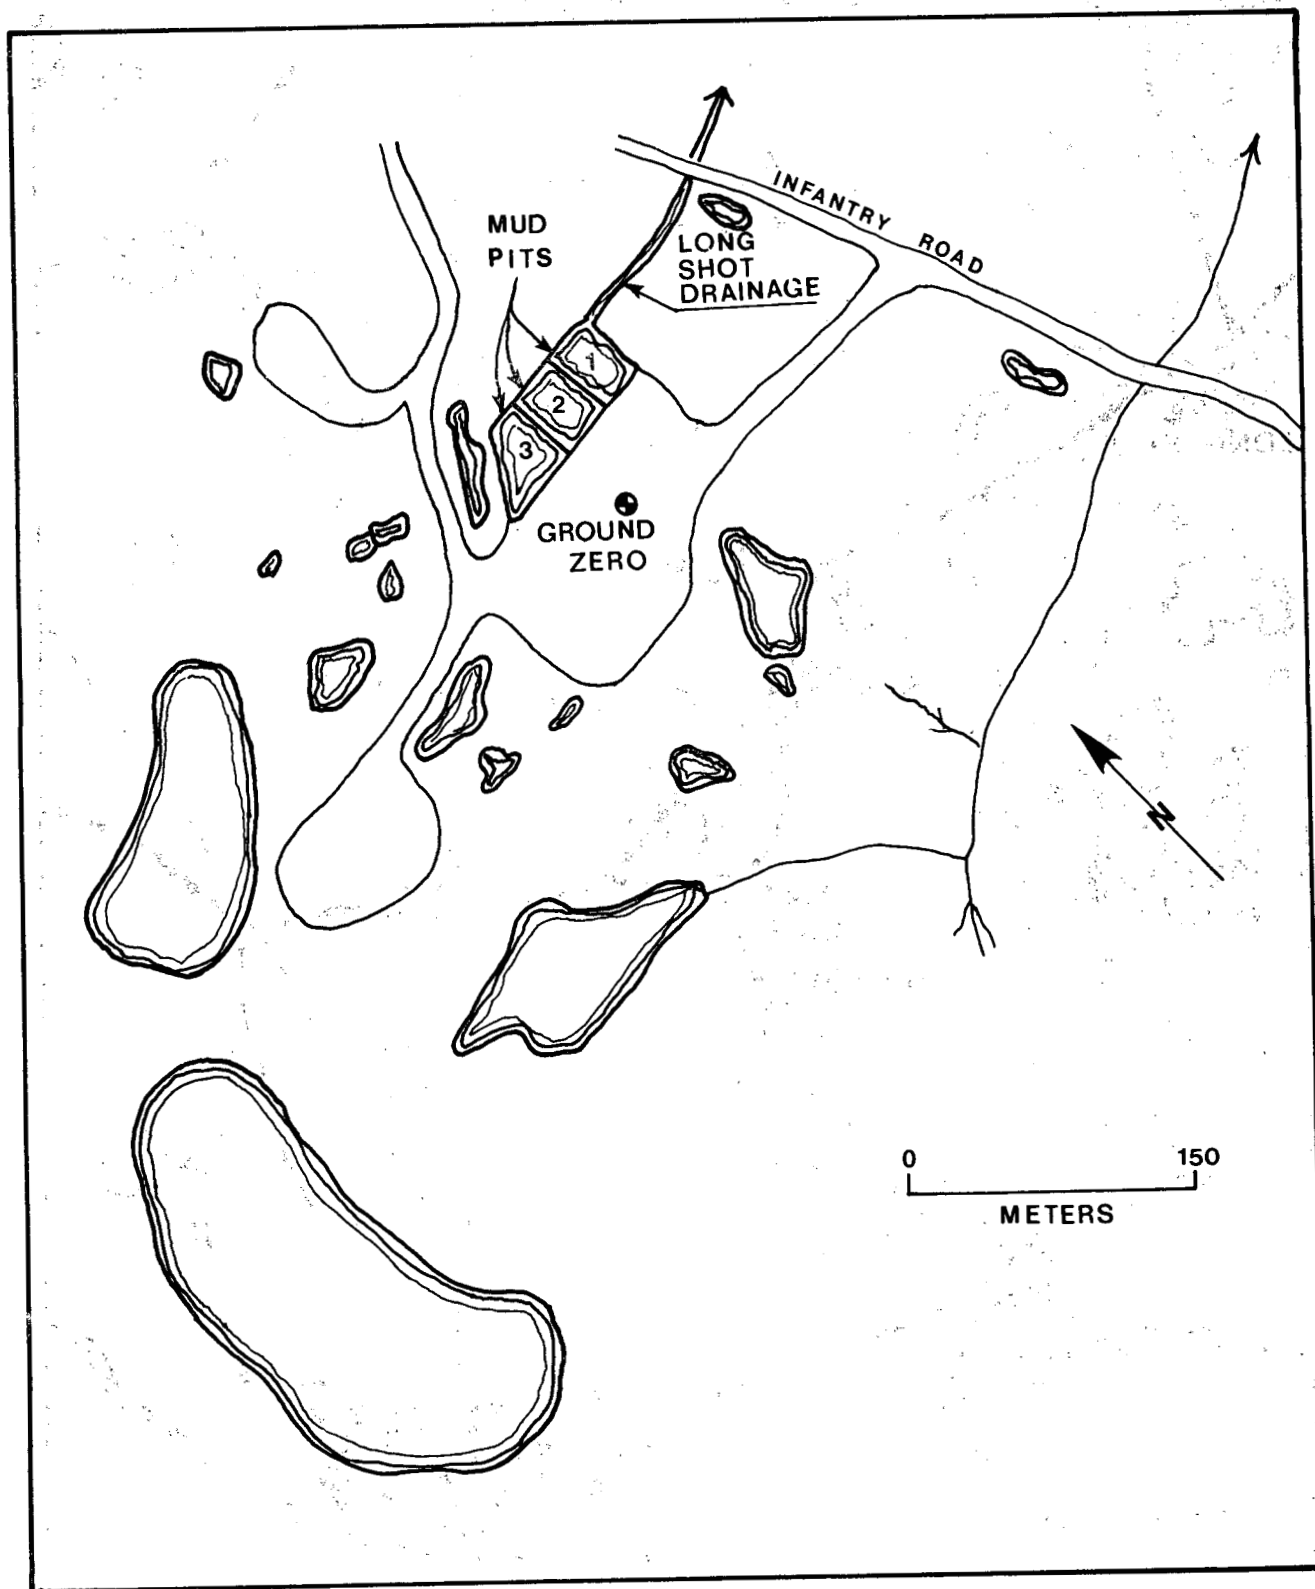 MUD
PITS
INFANTRY ROAD
LONG
SHOT
DRAINAGE
1
2
3
GROUND
ZERO
N
0 150
METERS